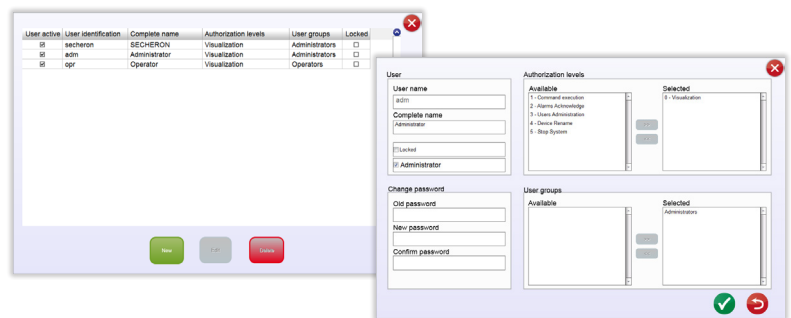 User active User identification Complete name Authorization levels User groups Locked
secheron SECHERON Visualization Administrators
adm Administrator Visualization Administrators
opr Operator Visualization Operators
New Delete
User
User name
adm
Complete name
Administrator
Locked
Administrator
Authorization levels
Available
1 - Command execution
2 - Alarms Acknowledge
3 - Users Administration
4 - Device Rename
5 - Stop System
Selected
6 - Visualization
Change password
Old password
New password
Confirm password
User groups
Available
Selected
Administrators